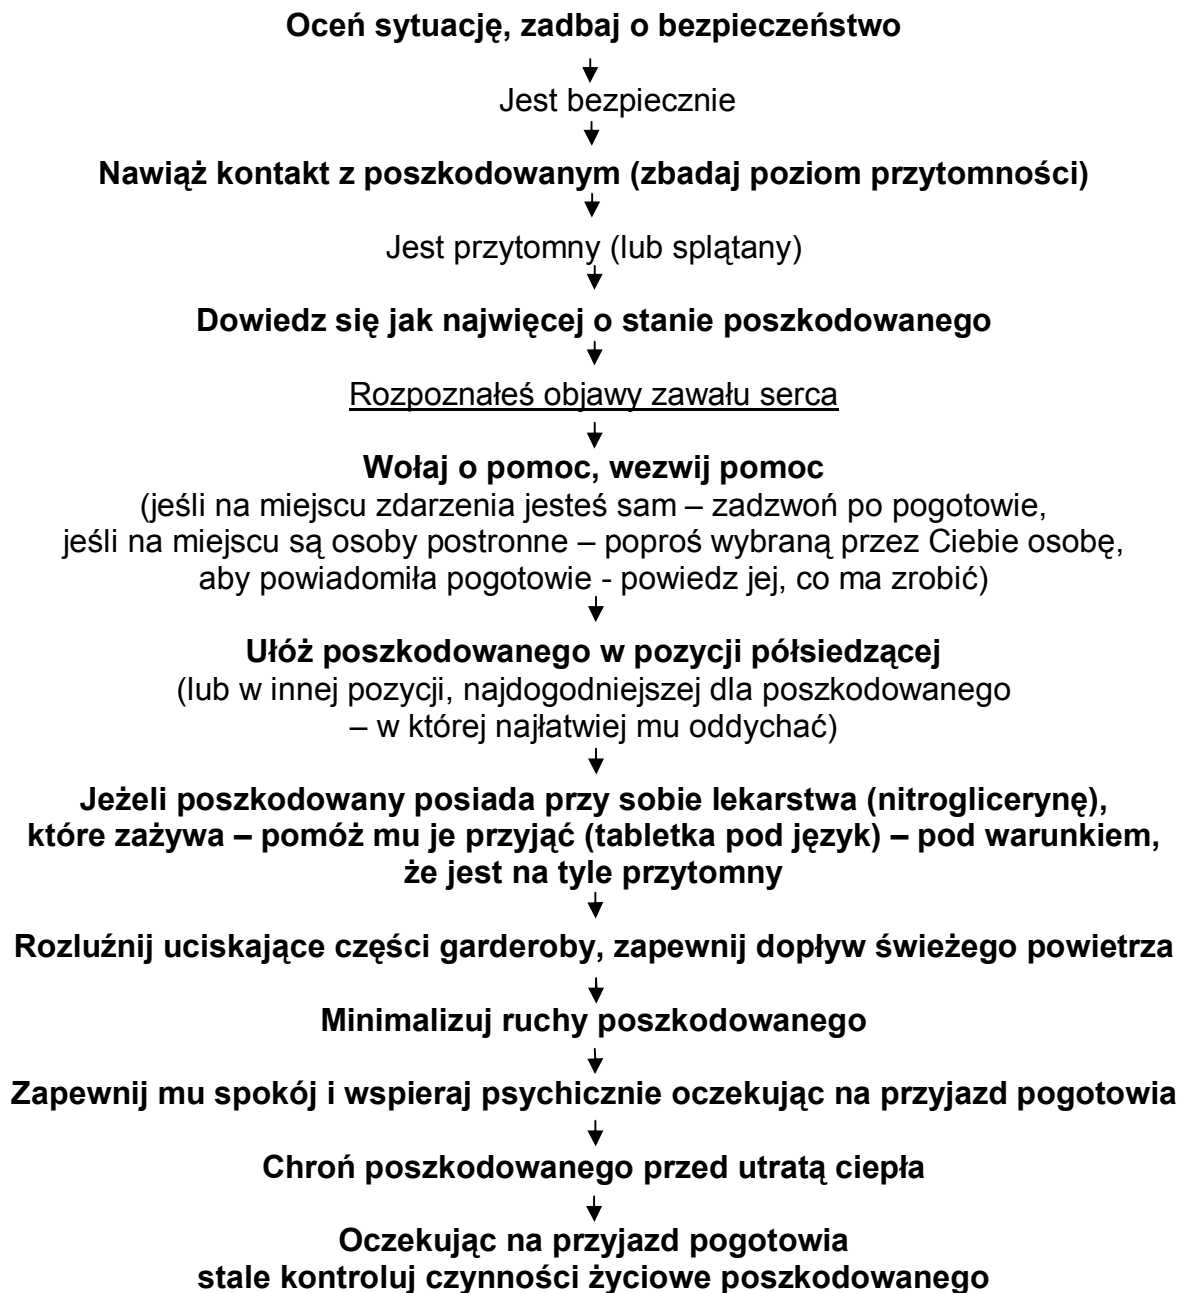 Oceń sytuację, zadbaj o bezpieczeństwo
Jest bezpiecznie
Nawiąż kontakt z poszkodowanym (zbadaj poziom przytomności)
Jest przytomny (lub splątany)
Dowiedz się jak najwięcej o stanie poszkodowanego
Rozpoznałeś objawy zawału serca
Wołaj o pomoc, wezwij pomoc
(jeśli na miejscu zdarzenia jesteś sam – zadzwoń po pogotowie,
jeśli na miejscu są osoby postronne – poproś wybraną przez Ciebie osobę,
aby powiadomiła pogotowie - powiedz jej, co ma zrobić)
Ułóż poszkodowanego w pozycji półsiedzącej
(lub w innej pozycji, najdogodniejszej dla poszkodowanego
– w której najłatwiej mu oddychać)
Jeżeli poszkodowany posiada przy sobie lekarstwa (nitroglicerynę),
które zażywa – pomóż mu je przyjąć (tabletka pod język) – pod warunkiem,
że jest na tyle przytomny
Rozluźnij uciskające części garderoby, zapewnij dopływ świeżego powietrza
Minimalizuj ruchy poszkodowanego
Zapewnij mu spokój i wspieraj psychicznie oczekując na przyjazd pogotowia
Chroń poszkodowanego przed utratą ciepła
Oczekując na przyjazd pogotowia
stale kontroluj czynności życiowe poszkodowanego